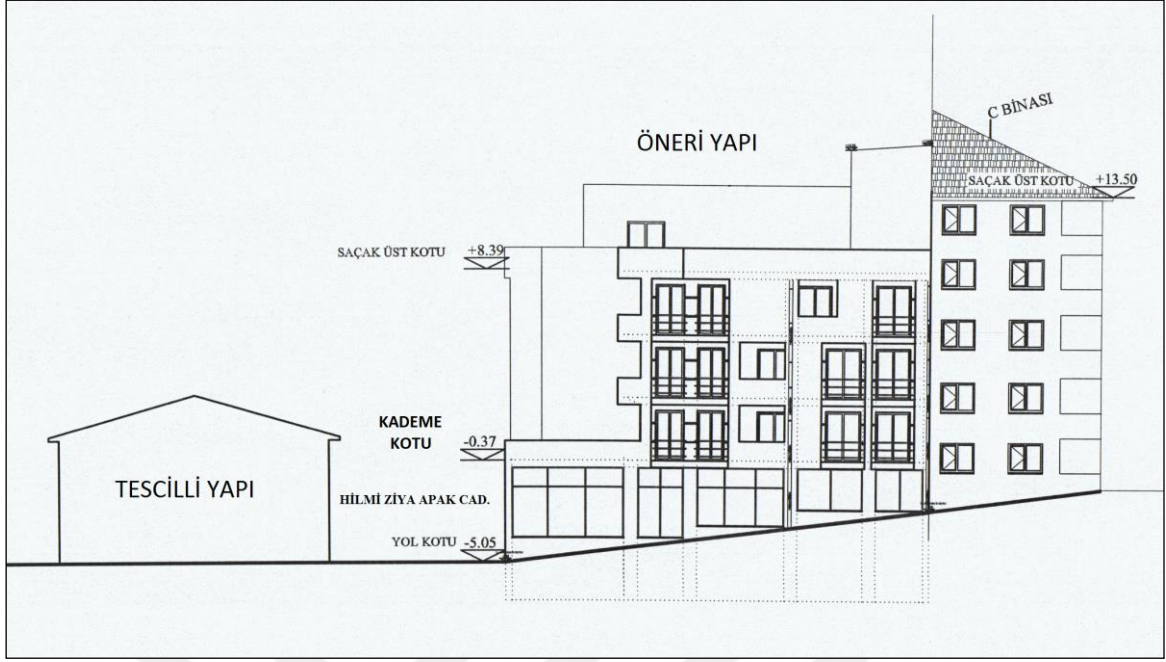 C BİNASI
ÖNERİ YAPI
SAÇAK ÜST KOTU +13.50
SAÇAK ÜST KOTU +8.39
KADEME
KOTU -0.37
TESCİLLİ YAPI
HİLMİ ZİYA APAK CAD.
YOL KOTU -5.05